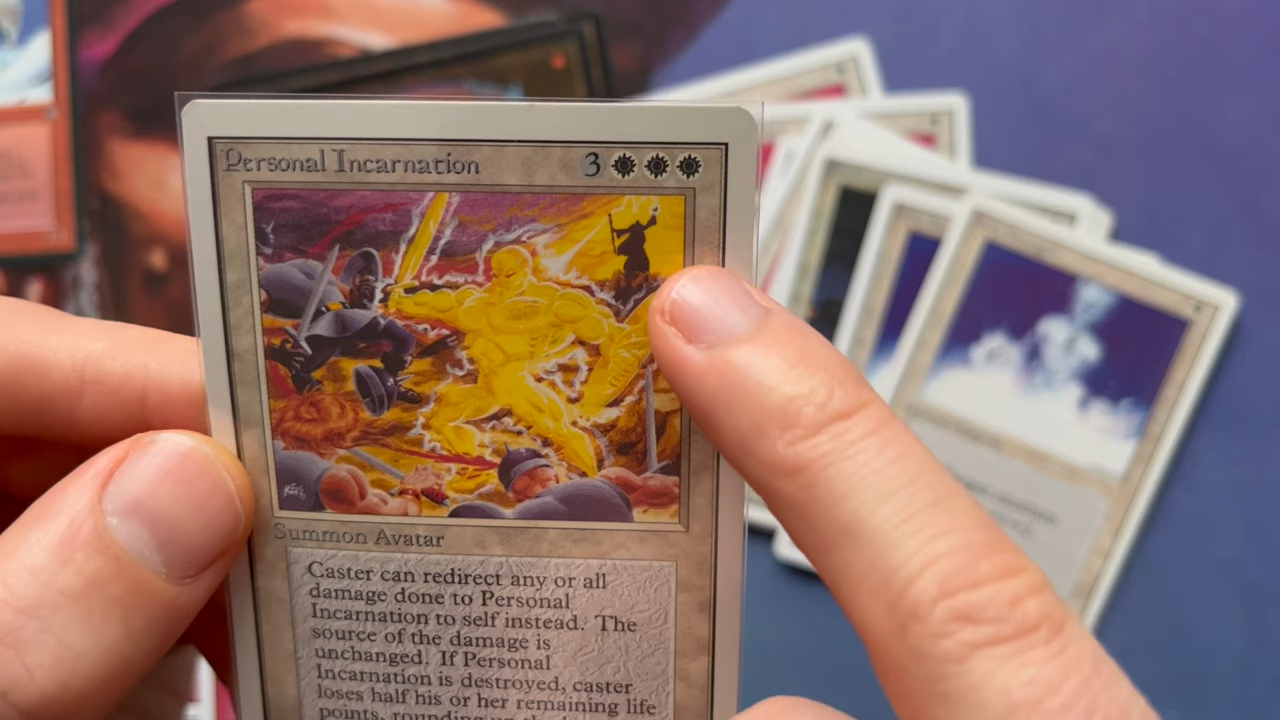 Personal Incarnation 3
KEV
Summon Avatar
Caster can redirect any or all
damage done to Personal
Incarnation to self instead. The
source of the damage is
unchanged. If Personal
Incarnation is destroyed, caster
loses half his or her remaining life
points, rounding up the